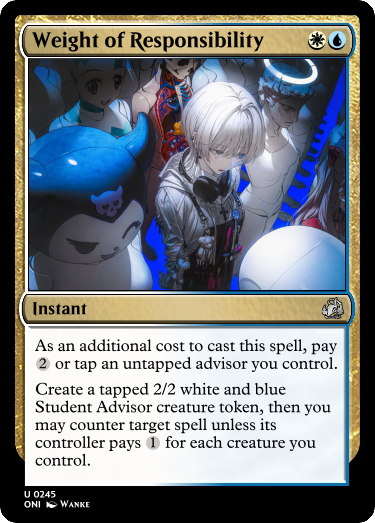 Weight of Responsibility
Instant
As an additional cost to cast this spell, pay
2 or tap an untapped advisor you control.
Create a tapped 2/2 white and blue
Student Advisor creature token, then you
may counter target spell unless its
controller pays 1 for each creature you
control.
U 0245
ONI Wanke